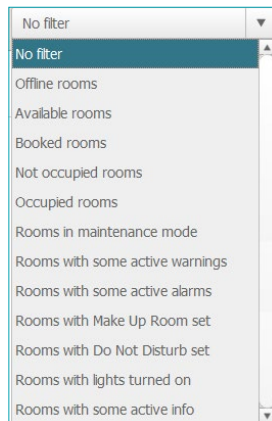 No filter
No filter
Offline rooms
Available rooms
Booked rooms
Not occupied rooms
Occupied rooms
Rooms in maintenance mode
Rooms with some active warnings
Rooms with some active alarms
Rooms with Make Up Room set
Rooms with Do Not Disturb set
Rooms with lights turned on
Rooms with some active info